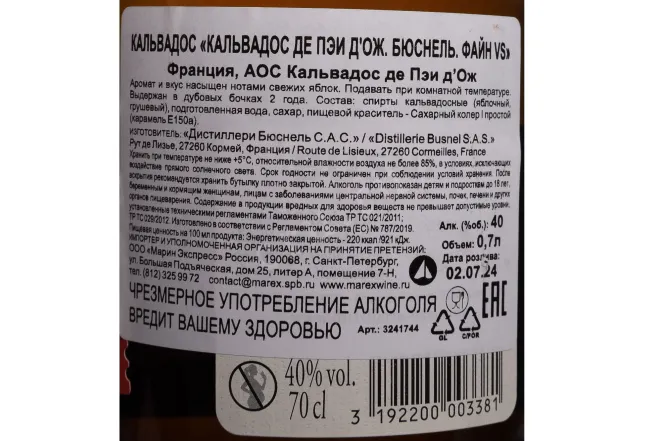 КАЛЬВАДОС «КАЛЬВАДОС ДЕ ПЭИ Д'ОЖ. БЮСНЕЛЬ. ФАЙН VS»
Франция, АОС Кальвадос де Пэи д'Ож
Аромат и вкус насыщен нотами свежих яблок. Подавать при комнатной температуре.
Выдержан в дубовых бочках 2 года. Состав: спирты кальвадосные (яблочный,
грушевый), подготовленная вода, сахар, пищевой краситель - Сахарный колер I простой
(карамель Е150а).
ИЗГОТОВИТЕЛЬ: «Дистиллери Бюснель С.А.С.» / «Distillerie Busnel S.A.S.»
Рут де Лизье, 27260 Кормей, Франция / Route de Lisieux, 27260 Cormeilles, France
Хранить при температуре не ниже +5°С, относительной влажности воздуха не более 85%, в условиях, исключающих
воздействие прямого солнечного света. Срок годности не ограничен при соблюдении условий хранения. После
вскрытия рекомендуется хранить бутылку плотно закрытой. Алкоголь противопоказан детям и подросткам до 18 лет,
беременным и кормящим женщинам, лицам с заболеваниями центральной нервной системы, почек, печени и других
органов пищеварения. Содержание в продукции вредных для здоровья веществ не превышает допустимые уровни,
установленные техническими регламентами Таможенного Союза ТР ТС 021/2011;
ТР ТС 029/2012. Изготовлено в соответствии с Регламентом Совета (ЕС) № 787/2019.
Пищевая ценность на 100 мл продукта: Энергетическая ценность - 220 ккал /921 кДж.
ИМПОРТЕР И УПОЛНОМОЧЕННАЯ ОРГАНИЗАЦИЯ НА ПРИНЯТИЕ ПРЕТЕНЗИЙ:
ООО «Марин Экспресс» Россия, 190068, г. Санкт-Петербург,
ул. Большая Подъяческая, дом 25, литер А, помещение 7-Н,
тел. (812) 325 99 72 contact@marex.spb.ru www.marexwine.ru
Алк. (%об.): 40
Объем: 0,7л
Дата розлива:
02.07.24
ЧРЕЗМЕРНОЕ УПОТРЕБЛЕНИЕ АЛКОГОЛЯ
ВРЕДИТ ВАШЕМУ ЗДОРОВЬЮ
Арт.: 3241744
GL
C/FOR
EAC
40% vol.
70 cl
3 192200 003381